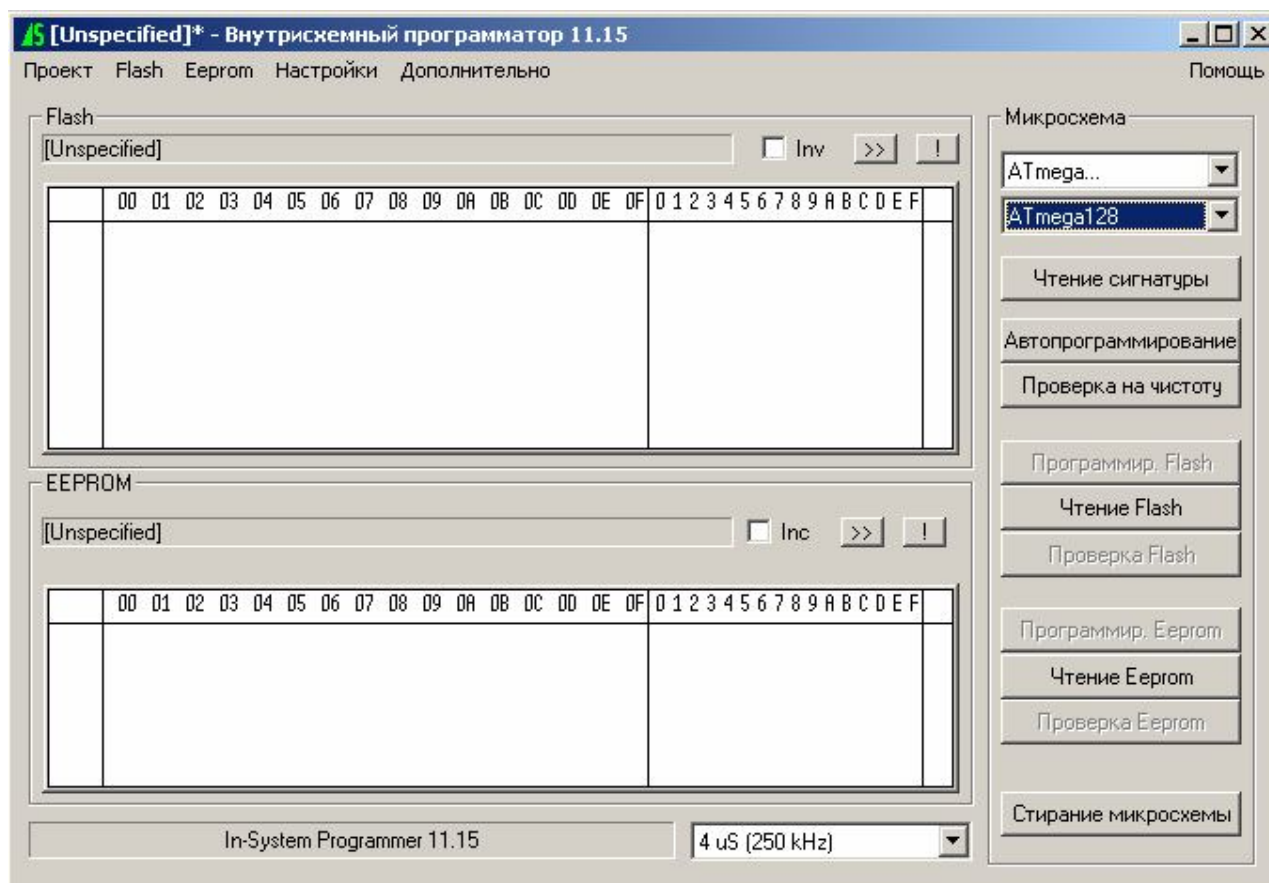 [Unspecified]* - Внутрисхемный программатор 11.15
Проект Flash Eeprom Настройки Дополнительно Помощь
Flash
[Unspecified] Inv >> !
00 01 02 03 04 05 06 07 08 09 0A 0B 0C 0D 0E 0F 0 1 2 3 4 5 6 7 8 9 A B C D E F
EEPROM
[Unspecified] Inc >> !
00 01 02 03 04 05 06 07 08 09 0A 0B 0C 0D 0E 0F 0 1 2 3 4 5 6 7 8 9 A B C D E F
In-System Programmer 11.15
4 uS (250 kHz)
Микросхема
ATmega...
ATmega128
Чтение сигнатуры
Автопрограммирование
Проверка на чистоту
Программир. Flash
Чтение Flash
Проверка Flash
Программир. Eeprom
Чтение Eeprom
Проверка Eeprom
Стирание микросхемы